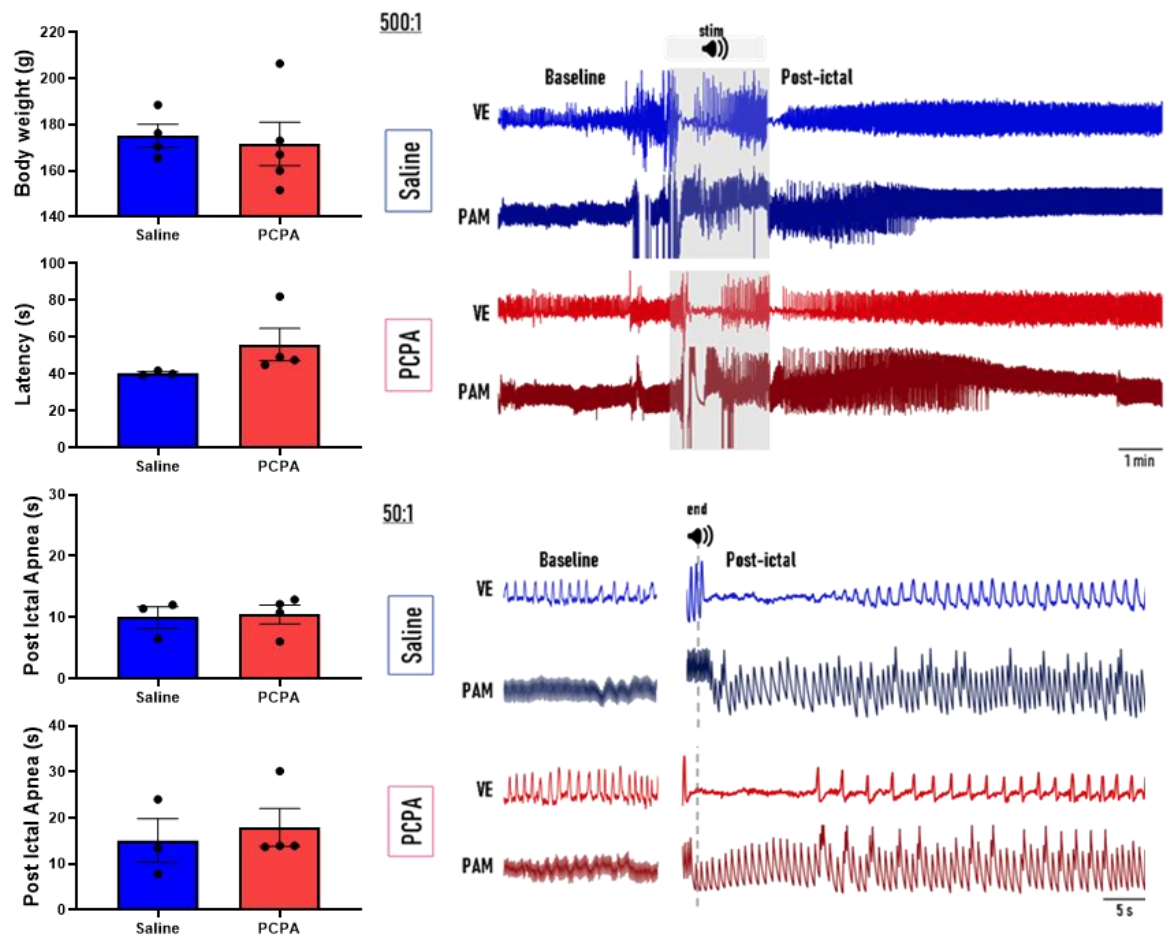 Body weight (g)
220
200
180
160
140
Saline
PCPA
Latency (s)
100
80
60
40
20
0
Saline
PCPA
Post Ictal Apnea (s)
30
20
10
0
Saline
PCPA
Post Ictal Apnea (s)
40
30
20
10
0
Saline
PCPA
500:1
stim
Baseline
Post-ictal
Saline
VE
PAM
PCPA
VE
PAM
1 min
50:1
end
Baseline
Post-ictal
Saline
VE
PAM
PCPA
VE
PAM
5 s